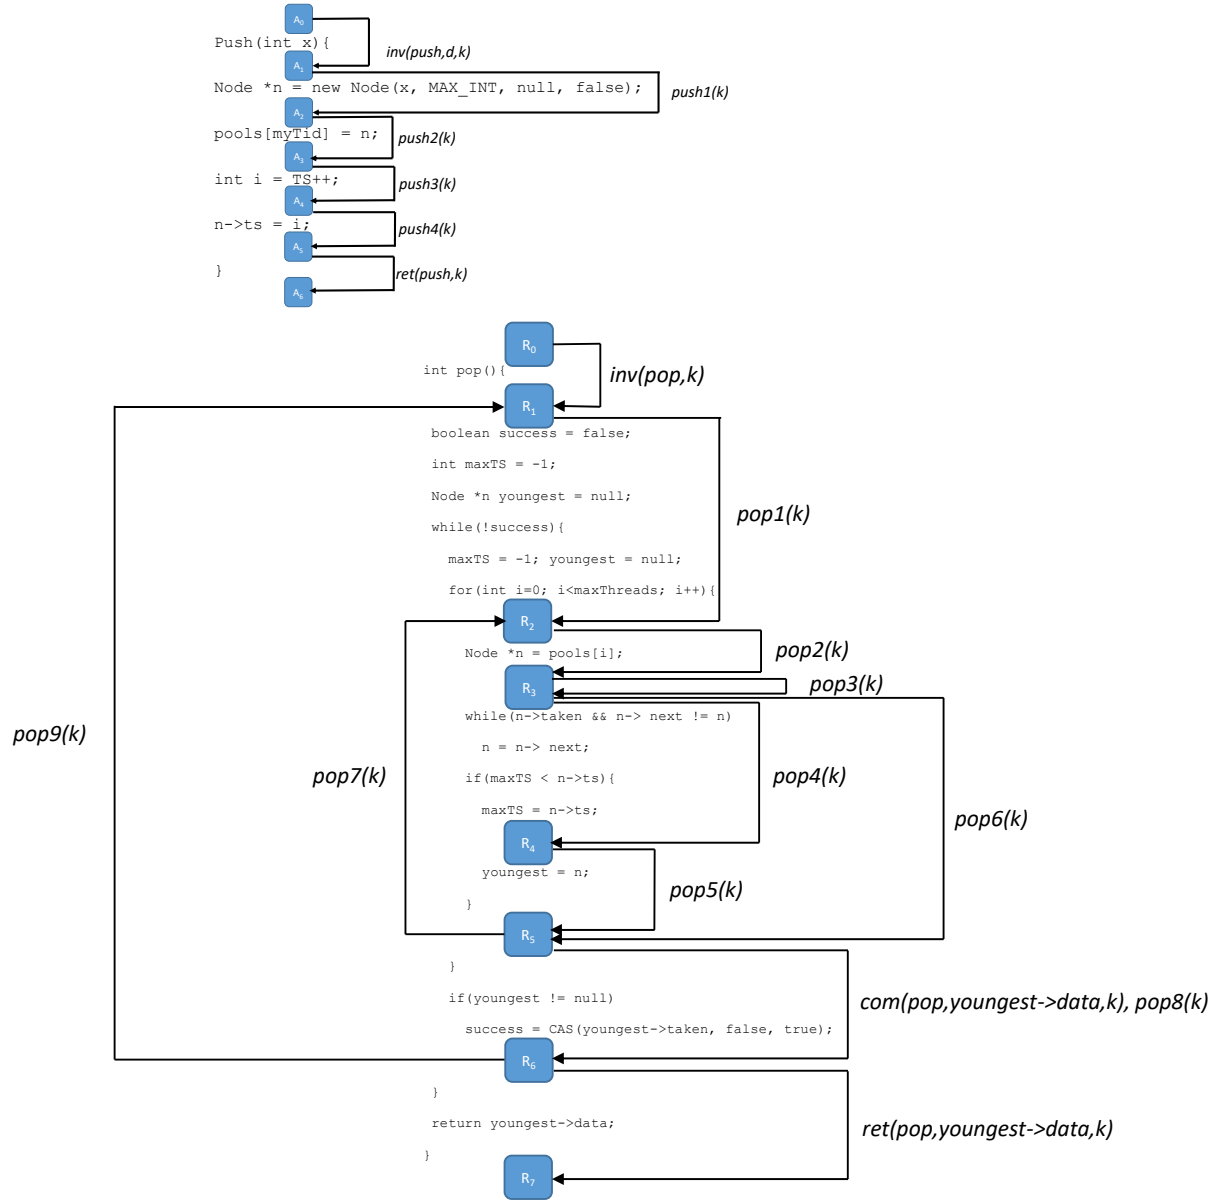 A0
Push(int x){
inv(push,d,k)
A1
Node *n = new Node(x, MAX_INT, null, false);
push1(k)
A2
pools[myTid] = n;
push2(k)
A3
int i = TS++;
push3(k)
A4
n->ts = i;
push4(k)
A5
}
ret(push,k)
A6
R0
int pop(){
inv(pop,k)
R1
boolean success = false;
int maxTS = -1;
Node *n youngest = null;
pop1(k)
while(!success){
maxTS = -1; youngest = null;
for(int i=0; i<maxThreads; i++){
R2
Node *n = pools[i];
pop2(k)
R3
pop3(k)
while(n->taken && n-> next != n)
pop9(k)
n = n-> next;
if(maxTS < n->ts){
pop7(k)
pop4(k)
maxTS = n->ts;
pop6(k)
R4
youngest = n;
pop5(k)
}
R5
}
if(youngest != null)
com(pop,youngest->data,k), pop8(k)
success = CAS(youngest->taken, false, true);
R6
}
return youngest->data;
ret(pop,youngest->data,k)
}
R7